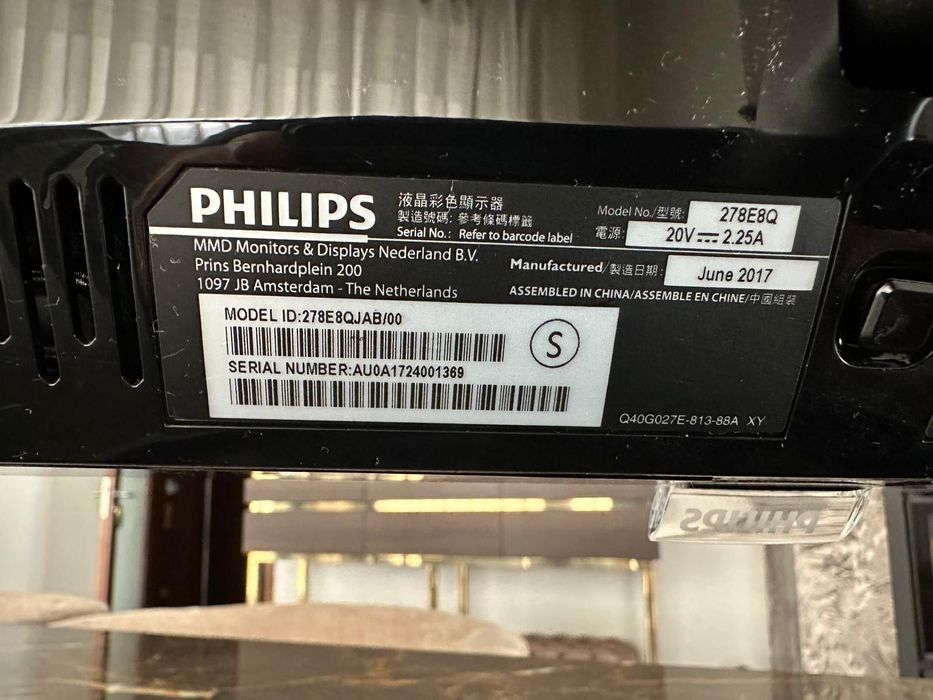 PHILIPS
液晶彩色顯示器
製造號碼: 參考條碼標籤
Serial No.: Refer to barcode label
Model No./型號: 278E8Q
電源: 20V⎓2.25A
MMD Monitors & Displays Nederland B.V.
Prins Bernhardplein 200
1097 JB Amsterdam - The Netherlands
Manufactured/製造日期: June 2017
ASSEMBLED IN CHINA/ASSEMBLE EN CHINE/中國組裝
MODEL ID:278E8QJAB/00
S
SERIAL NUMBER:AU0A1724001369
Q40G027E-813-88A XY
PHILIPS